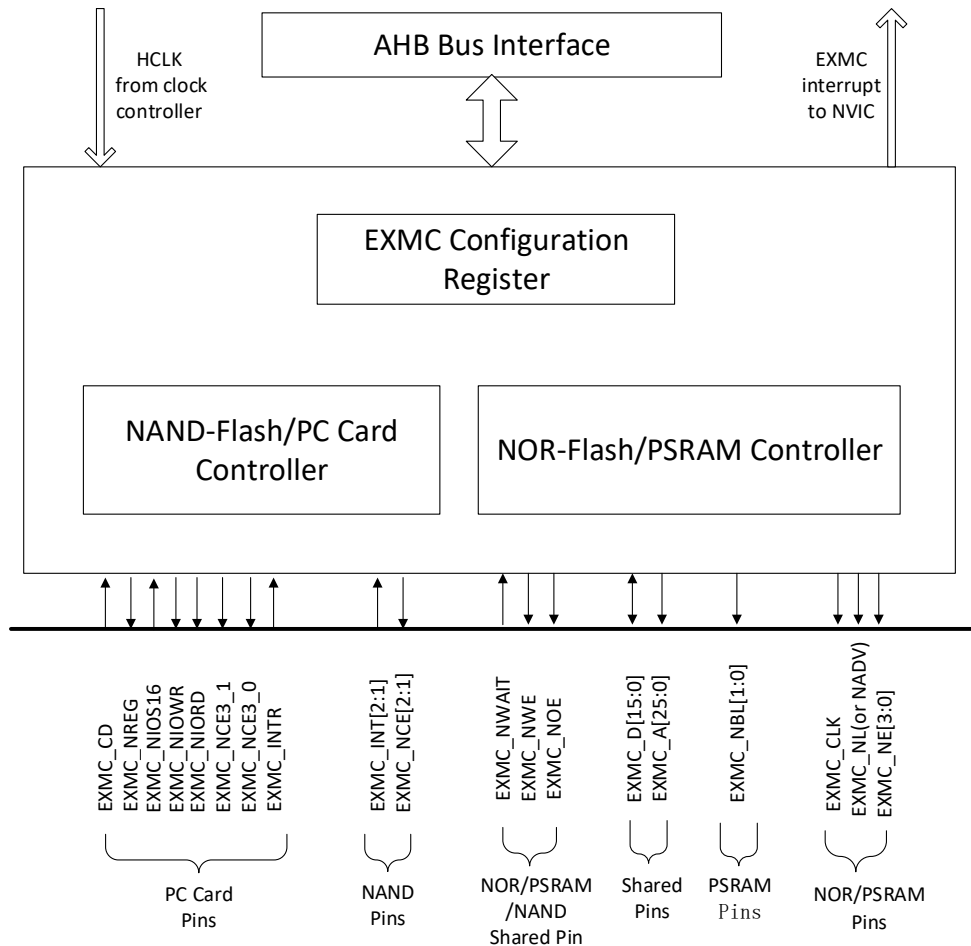 AHB Bus Interface
HCLK
from clock
controller
EXMC
interrupt
to NVIC
EXMC Configuration
Register
NAND-Flash/PC Card
Controller
NOR-Flash/PSRAM Controller
EXMC_CD
EXMC_NREG
EXMC_NIOS16
EXMC_NIOWR
EXMC_NIORD
EXMC_NCE3_1
EXMC_NCE3_0
EXMC_INTR
EXMC_INT[2:1]
EXMC_NCE[2:1]
EXMC_NWAIT
EXMC_NWE
EXMC_NOE
EXMC_D[15:0]
EXMC_A[25:0]
EXMC_NBL[1:0]
EXMC_CLK
EXMC_NL(or NADV)
EXMC_NE[3:0]
PC Card
Pins
NAND
Pins
NOR/PSRAM
/NAND
Shared Pin
Shared
Pins
PSRAM
Pins
NOR/PSRAM
Pins